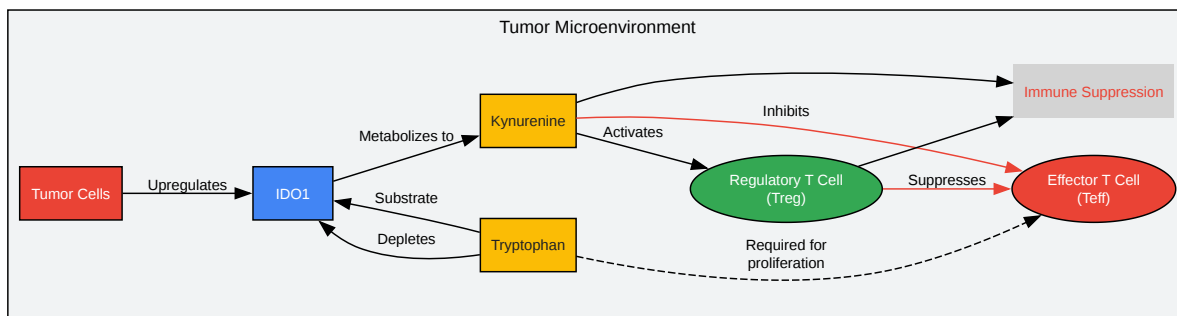 Tumor Microenvironment
Immune Suppression
Kynurenine
Inhibits
Metabolizes to
Activates
Tumor Cells
Upregulates
IDO1
Substrate
Depletes
Tryptophan
Regulatory T Cell
(Treg)
Suppresses
Effector T Cell
(Teff)
Required for
proliferation